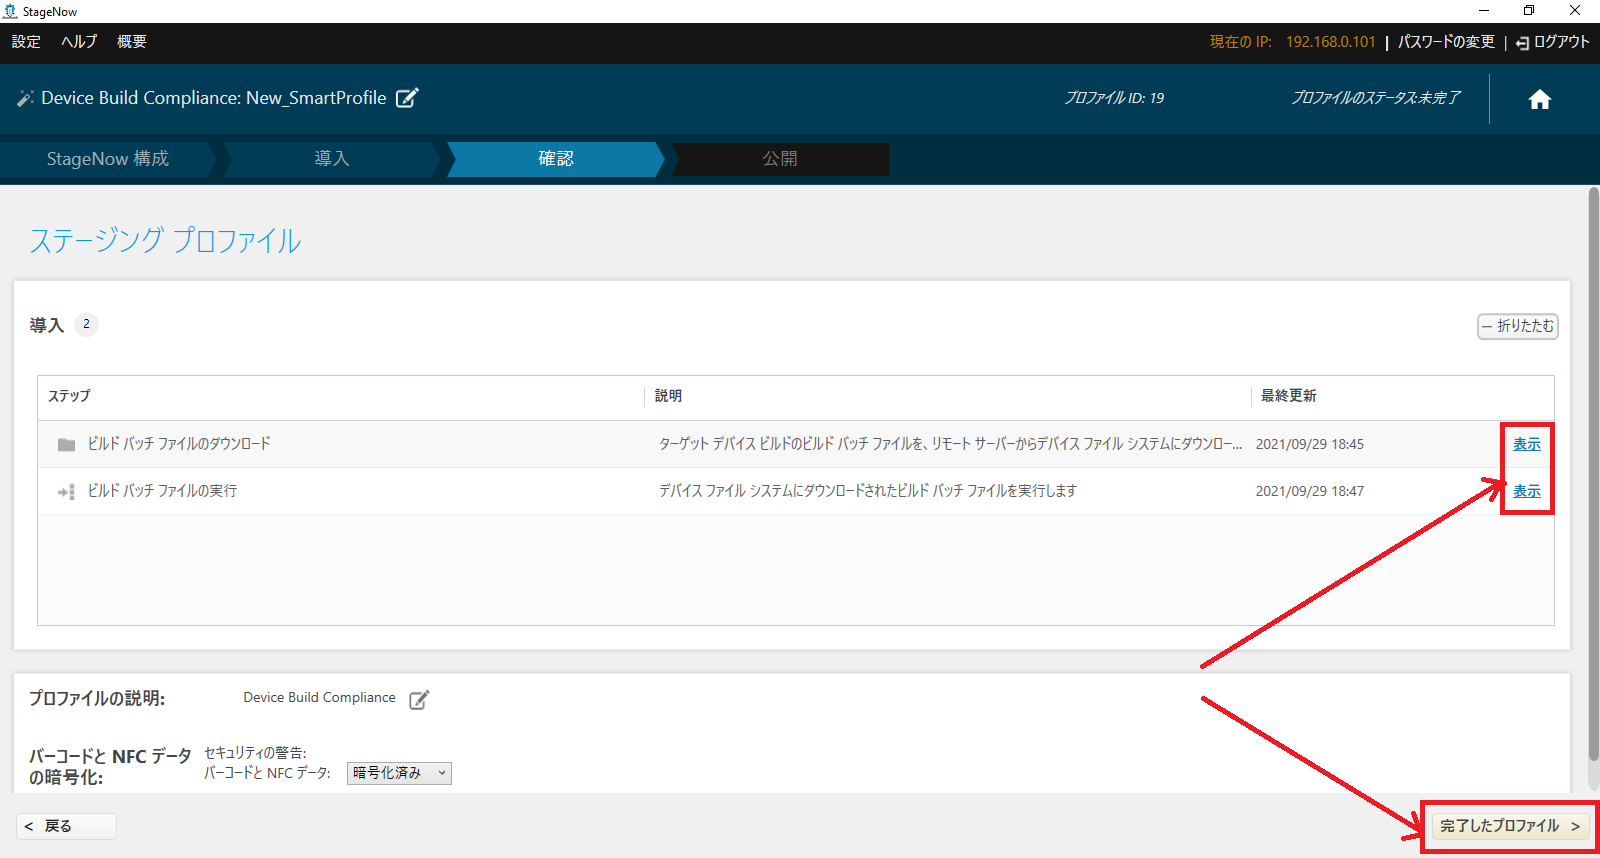 StageNow
設定 ヘルプ 概要
現在の IP: 192.168.0.101 | パスワードの変更 | ログアウト
Device Build Compliance: New_SmartProfile
プロファイル ID: 19
プロファイルのステータス:未完了
StageNow 構成
導入
確認
公開
ステージング プロファイル
導入 2
— 折りたたむ
ステップ 説明 最終更新
ビルド バッチ ファイルのダウンロード ターゲット デバイス ビルドのビルド バッチ ファイルを、リモート サーバーからデバイス ファイル システムにダウンロー... 2021/09/29 18:45 表示
ビルド バッチ ファイルの実行 デバイス ファイル システムにダウンロードされたビルド バッチ ファイルを実行します 2021/09/29 18:47 表示
プロファイルの説明: Device Build Compliance
バーコードと NFC データ
の暗号化:
セキュリティの警告:
バーコードと NFC データ: 暗号化済み
< 戻る
完了したプロファイル >